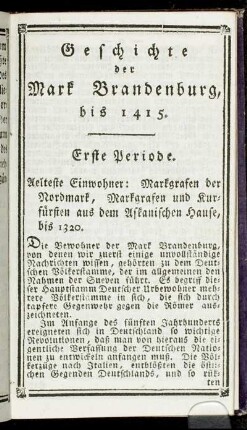 Geschichte
der
Mark Brandenburg,
bis 1415.
Erste Periode.
Aelteste Einwohner: Markgrafen der
Nordmark, Markgrafen und Kur-
fürsten aus dem Askanischen Hause,
bis 1320.
Die Bewohner der Mark Brandenburg,
von denen wir zuerst einige unvollständige
Nachrichten wissen, gehörten zu dem Deut-
schen Völkerstamme, der im allgemeinen den
Nahmen der Sueven führt. Es begrif die-
ser Hauptstamm Deutscher Urbewohner meh-
rere Völkerstämme in sich, die sich durch
tapfere Gegenwehr gegen die Römer aus-
zeichneten.
Im Anfange des fünften Jahrhunderts
ereigneten sich in Deutschland so wichtige
Revolutionen, daß man von hieraus die ei-
gentliche Verfassung der Deutschen Natio-
nen zu entwickeln anfangen muß. Die Völ-
kerzüge nach Italien, entblößten die östli-
chen Gegenden Deutschlands, und so rük-
ten